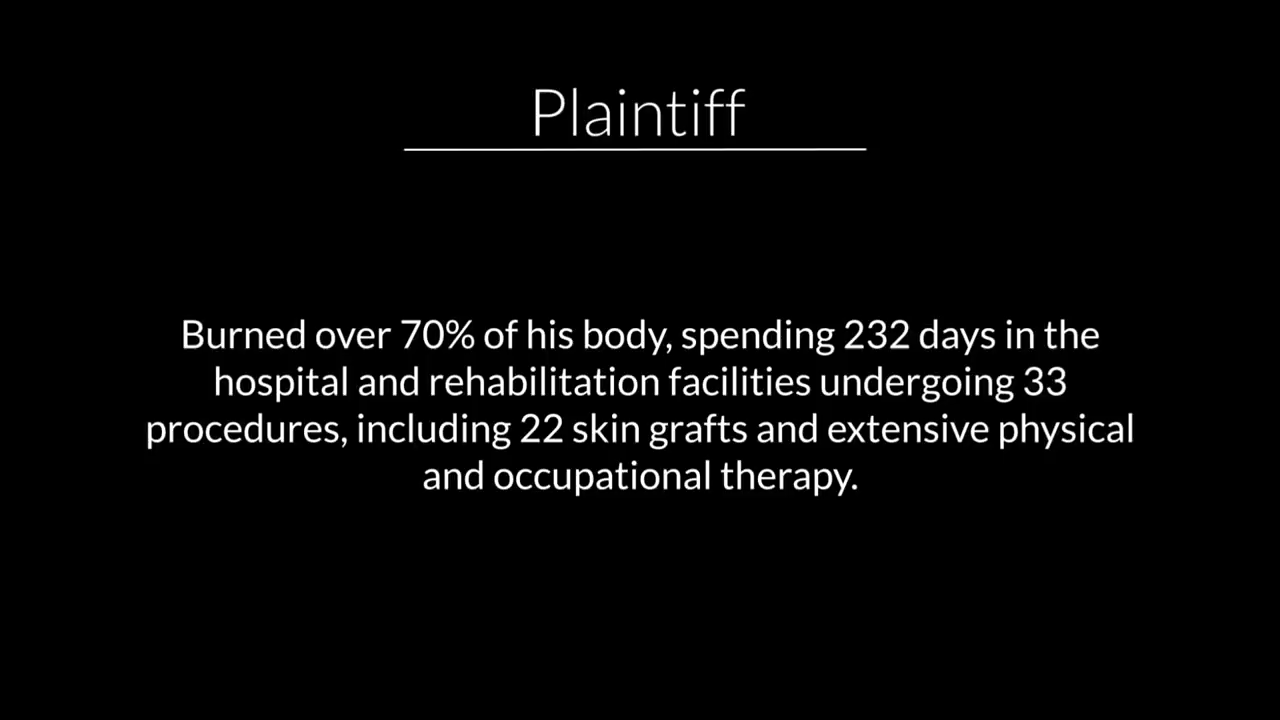 Plaintiff
Burned over 70% of his body, spending 232 days in the
hospital and rehabilitation facilities undergoing 33
procedures, including 22 skin grafts and extensive physical
and occupational therapy.